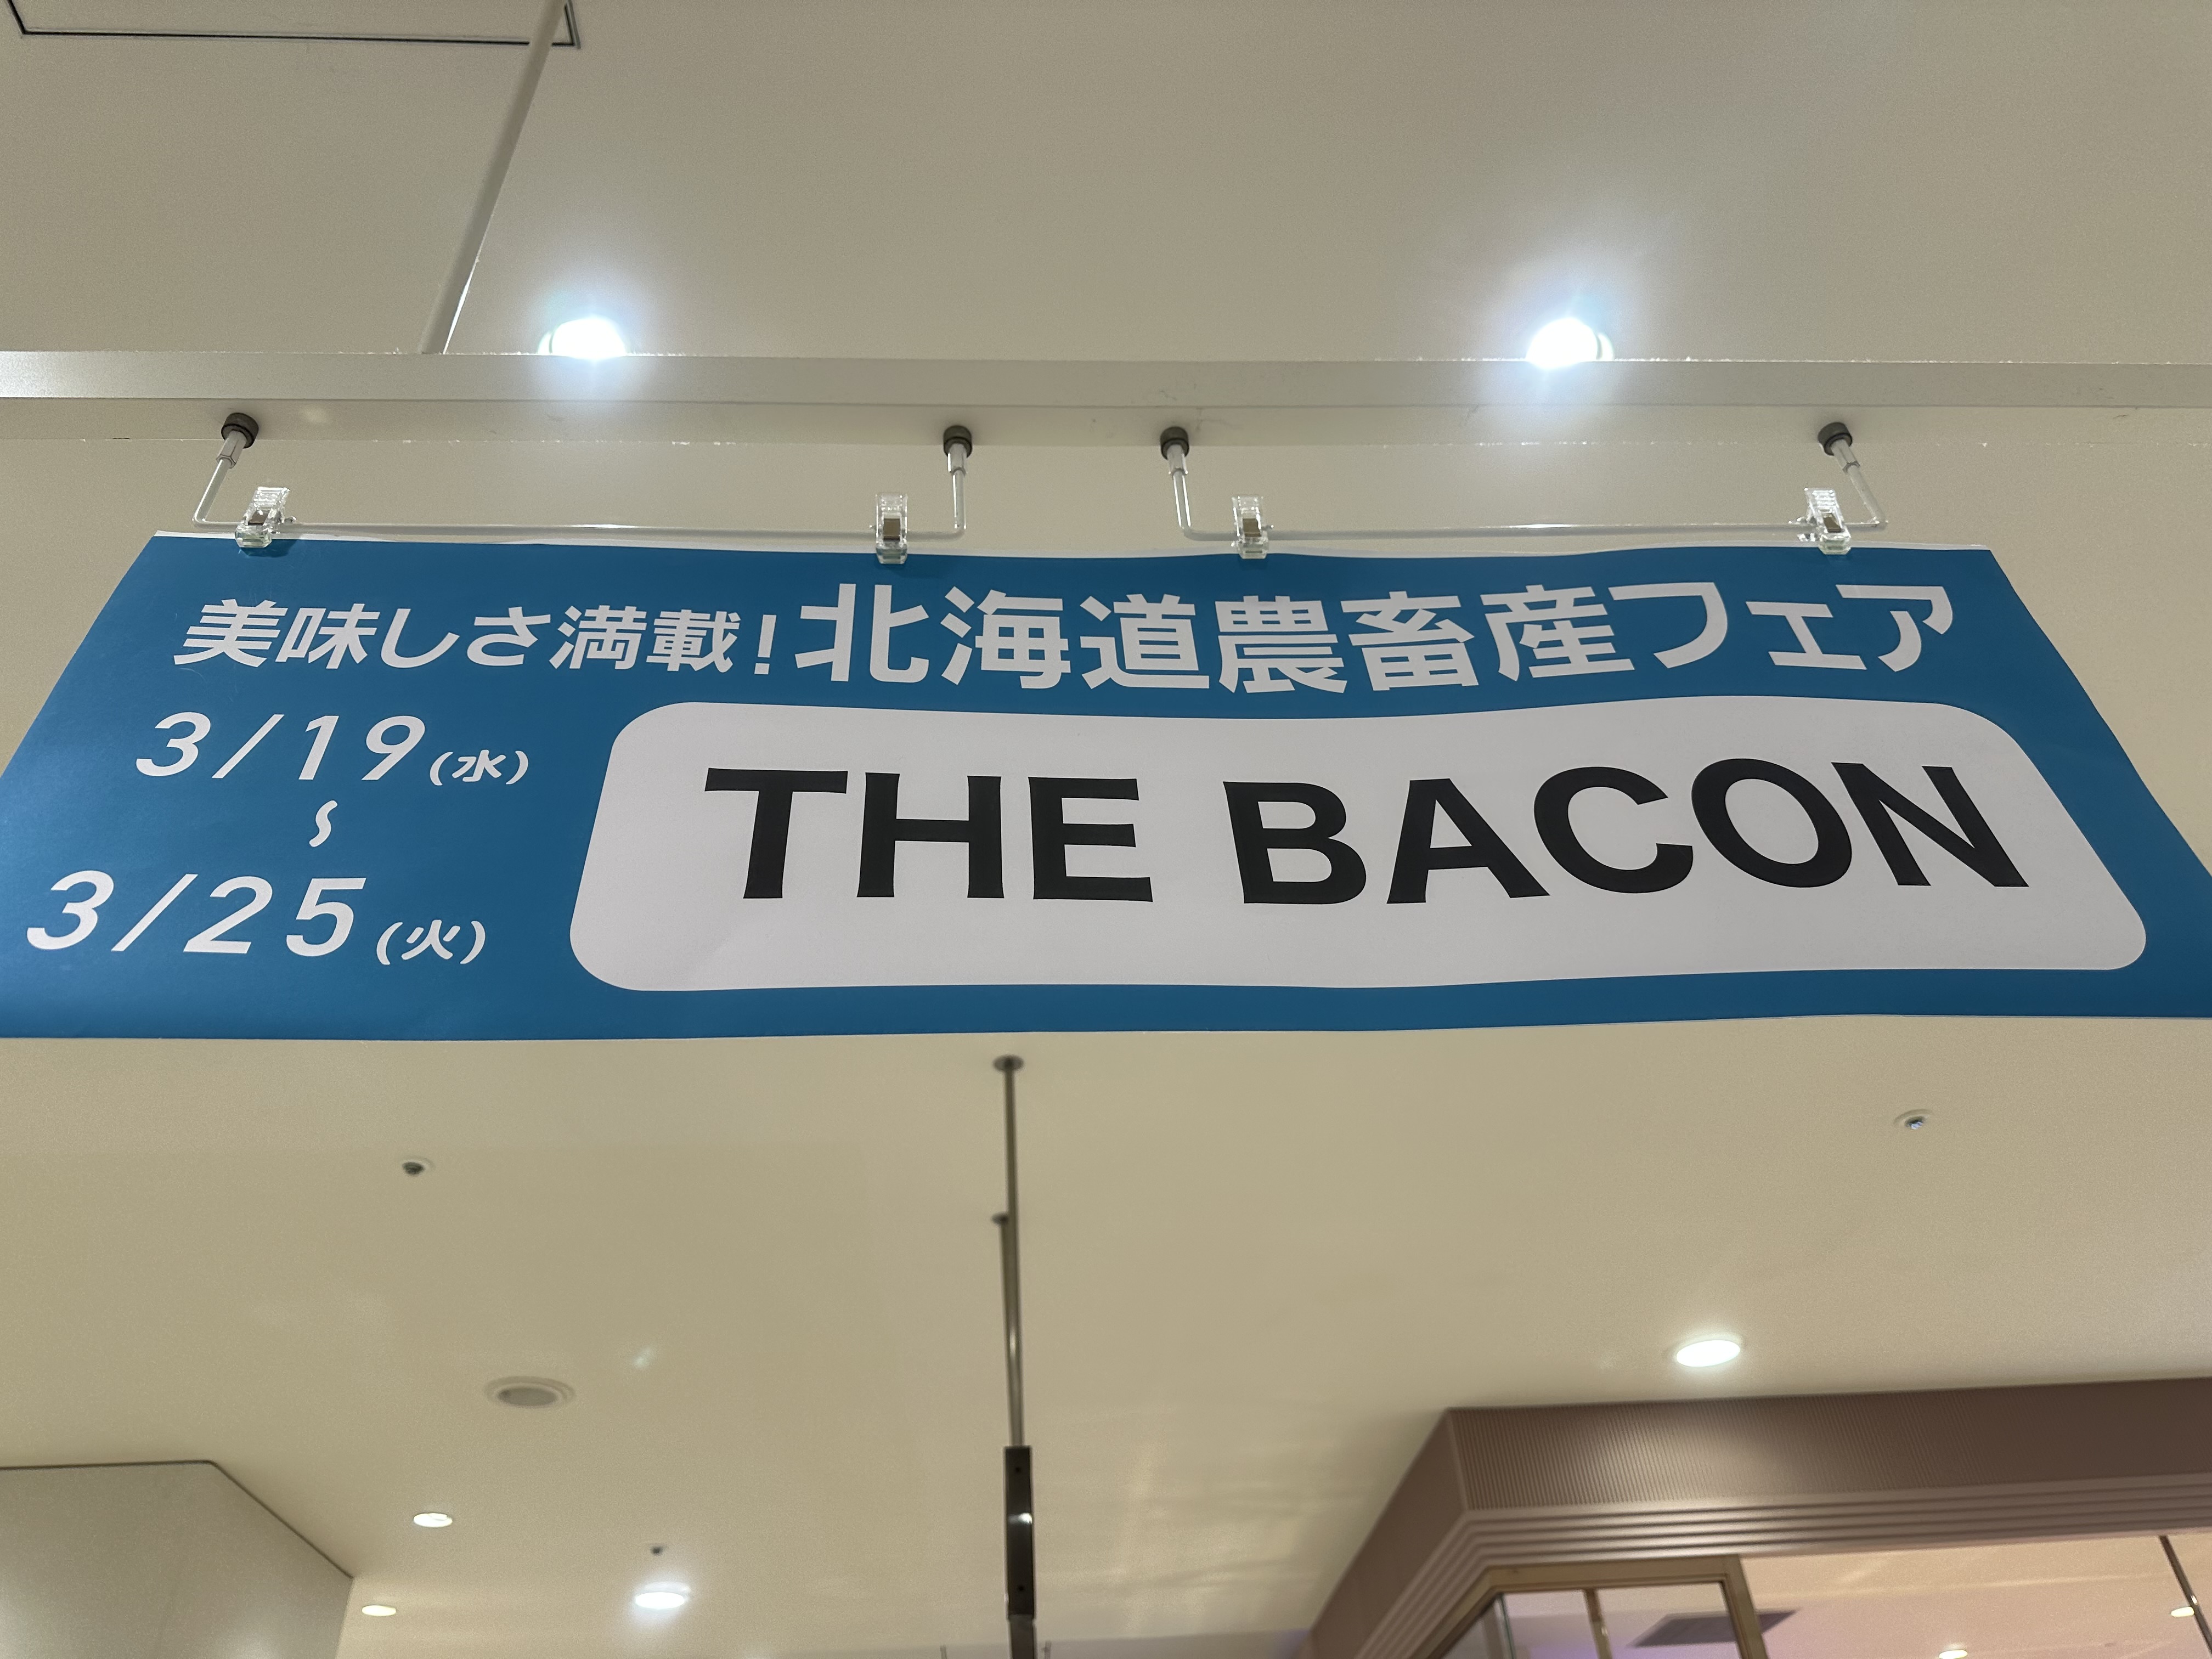 美味しさ満載!北海道農畜産フェア
3/19(水)
〜
3/25(火)
THE BACON